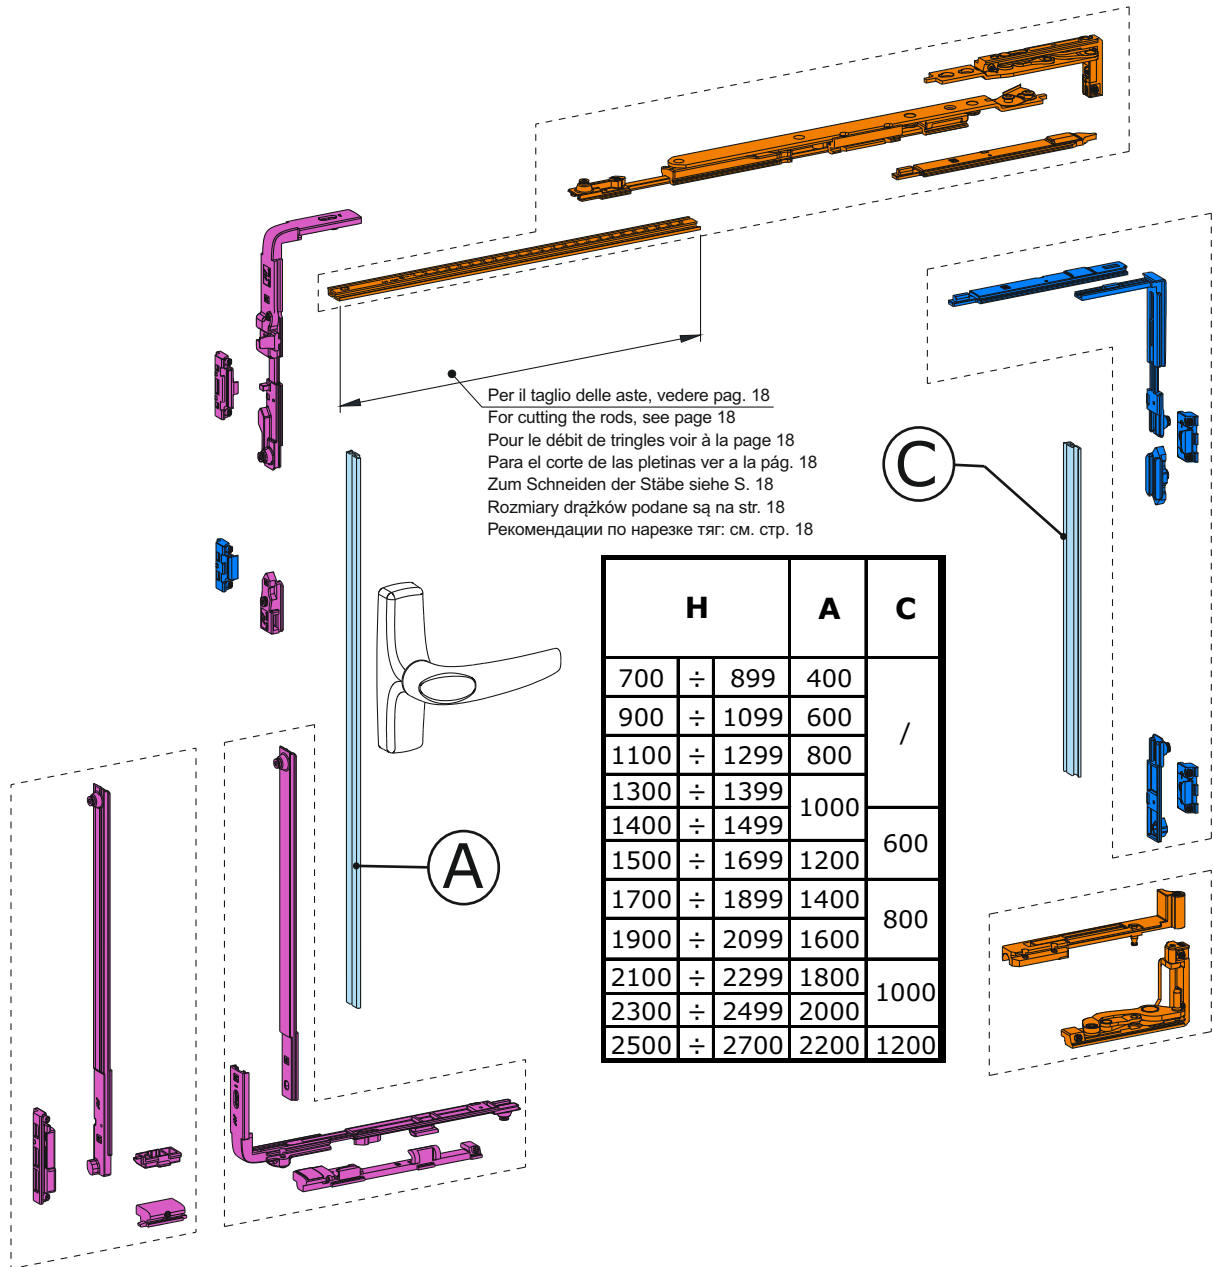 Per il taglio delle aste, vedere pag. 18
For cutting the rods, see page 18
Pour le débit de tringles voir à la page 18
Para el corte de las pletinas ver a la pág. 18
Zum Schneiden der Stäbe siehe S. 18
Rozmiary drążków podane są na str. 18
Рекомендации по нарезке тяг: см. стр. 18
C
A
H A C
700 ÷ 899 400 /
900 ÷ 1099 600
1100 ÷ 1299 800
1300 ÷ 1399 1000
1400 ÷ 1499 600
1500 ÷ 1699 1200
1700 ÷ 1899 1400 800
1900 ÷ 2099 1600
2100 ÷ 2299 1800 1000
2300 ÷ 2499 2000
2500 ÷ 2700 2200 1200